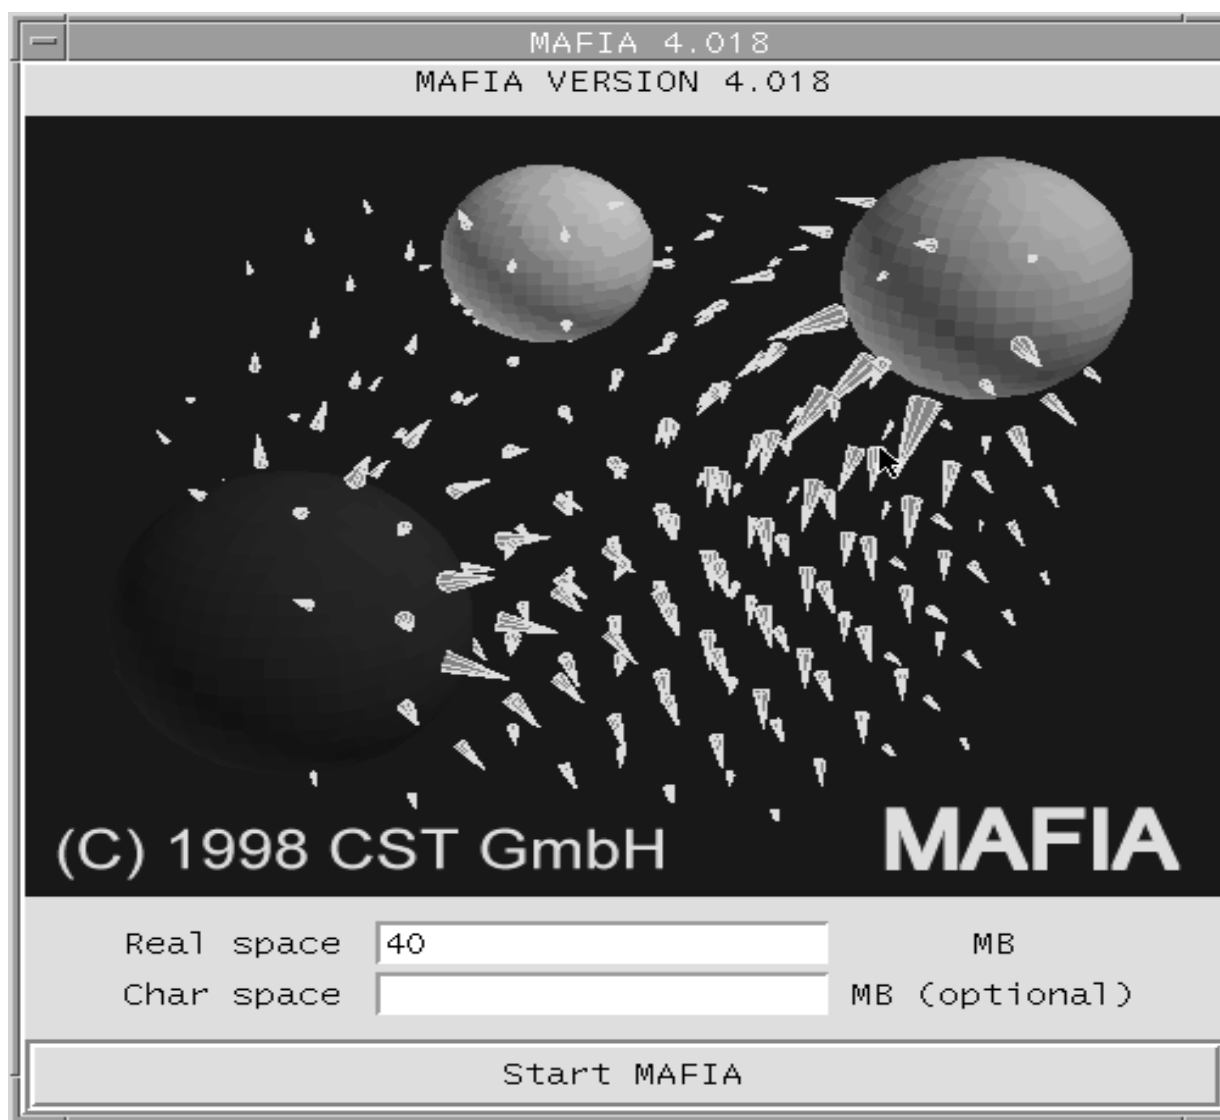 MAFIA 4.018
MAFIA VERSION 4.018
(C) 1998 CST GmbH
MAFIA
Real space 40 MB
Char space MB (optional)
Start MAFIA